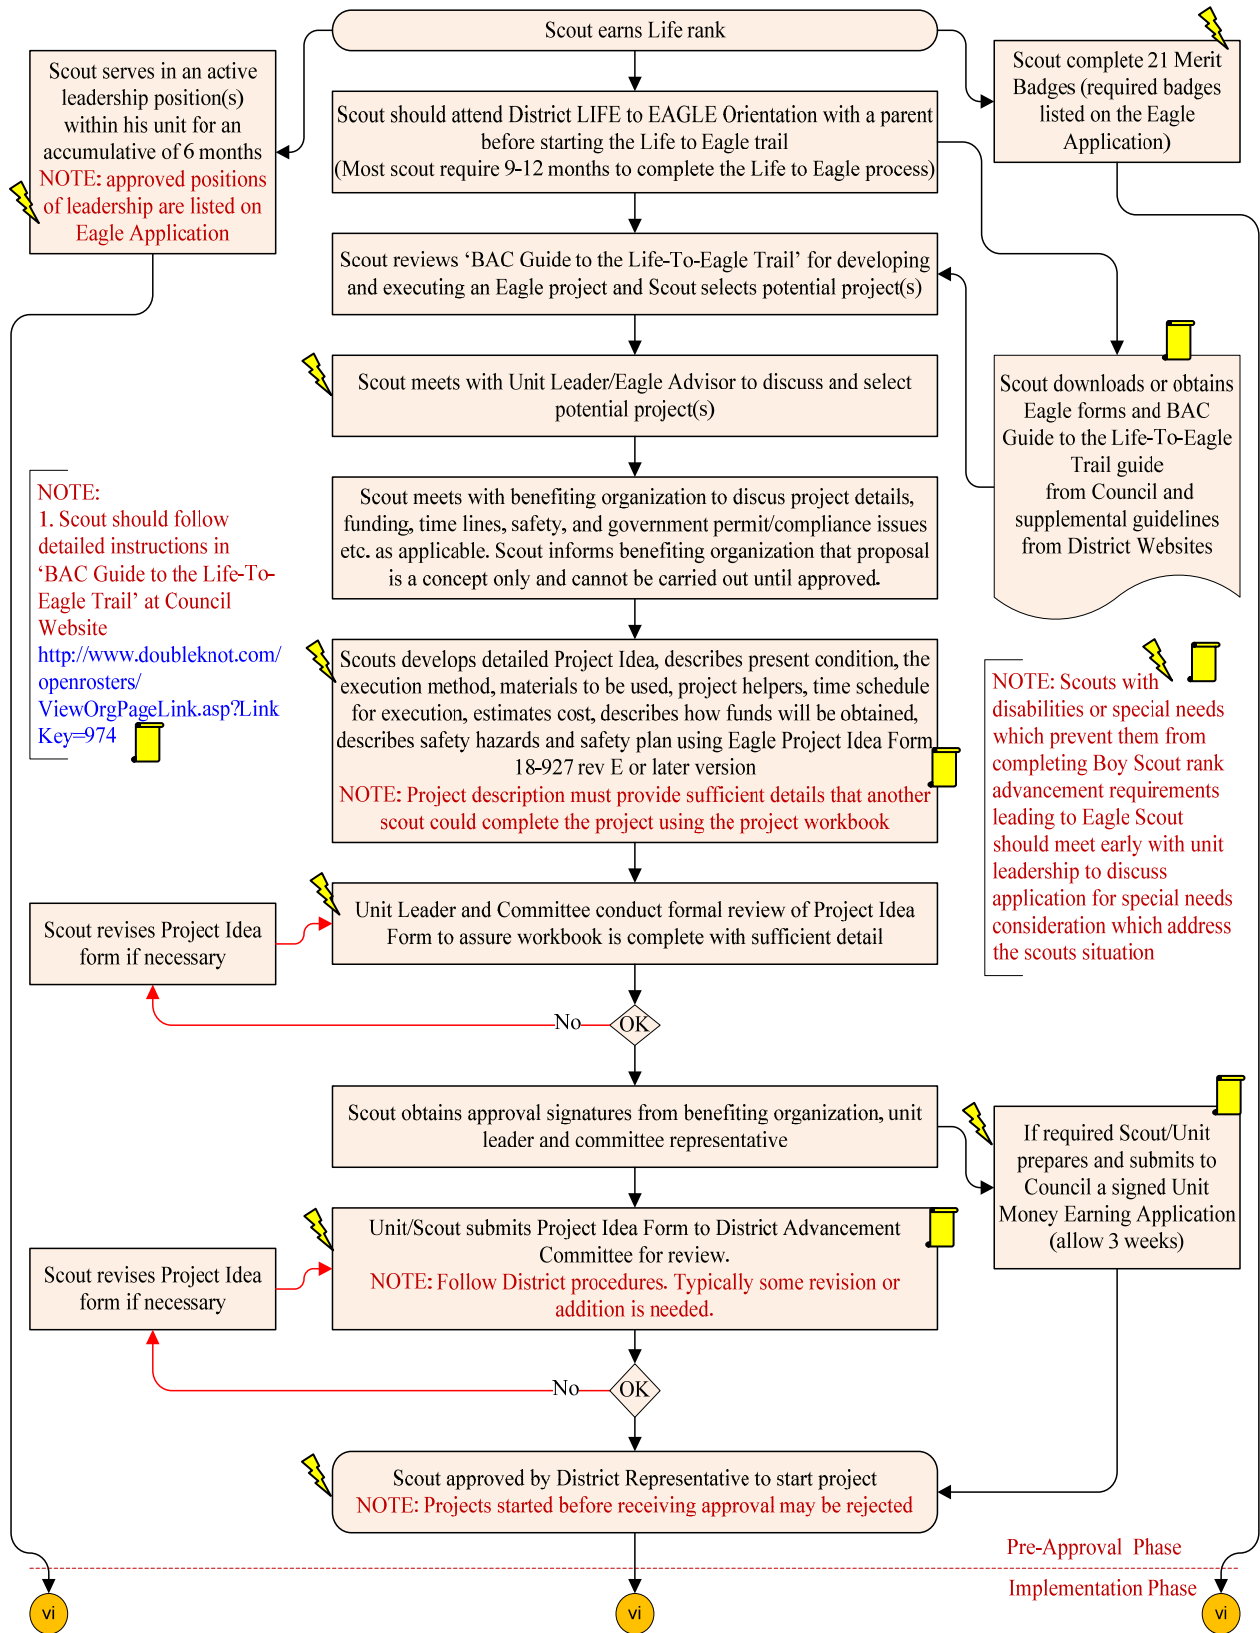 Scout earns Life rank
Scout serves in an active
leadership position(s)
within his unit for an
accumulative of 6 months
NOTE: approved positions
of leadership are listed on
Eagle Application
Scout complete 21 Merit
Badges (required badges
listed on the Eagle
Application)
Scout should attend District LIFE to EAGLE Orientation with a parent
before starting the Life to Eagle trail
(Most scout require 9-12 months to complete the Life to Eagle process)
Scout reviews ‘BAC Guide to the Life-To-Eagle Trail’ for developing
and executing an Eagle project and Scout selects potential project(s)
Scout meets with Unit Leader/Eagle Advisor to discuss and select
potential project(s)
Scout downloads or obtains
Eagle forms and BAC
Guide to the Life-To-Eagle
Trail guide
from Council and
supplemental guidelines
from District Websites
NOTE:
1. Scout should follow
detailed instructions in
‘BAC Guide to the Life-To-
Eagle Trail’ at Council
Website
http://www.doubleknot.com/
openrosters/
ViewOrgPageLink.asp?Link
Key=974
Scout meets with benefiting organization to discus project details,
funding, time lines, safety, and government permit/compliance issues
etc. as applicable. Scout informs benefiting organization that proposal
is a concept only and cannot be carried out until approved.
Scouts develops detailed Project Idea, describes present condition, the
execution method, materials to be used, project helpers, time schedule
for execution, estimates cost, describes how funds will be obtained,
describes safety hazards and safety plan using Eagle Project Idea Form
18-927 rev E or later version
NOTE: Project description must provide sufficient details that another
scout could complete the project using the project workbook
NOTE: Scouts with
disabilities or special needs
which prevent them from
completing Boy Scout rank
advancement requirements
leading to Eagle Scout
should meet early with unit
leadership to discuss
application for special needs
consideration which address
the scouts situation
Scout revises Project Idea
form if necessary
Unit Leader and Committee conduct formal review of Project Idea
Form to assure workbook is complete with sufficient detail
No
OK
Scout obtains approval signatures from benefiting organization, unit
leader and committee representative
If required Scout/Unit
prepares and submits to
Council a signed Unit
Money Earning Application
(allow 3 weeks)
Scout revises Project Idea
form if necessary
Unit/Scout submits Project Idea Form to District Advancement
Committee for review.
NOTE: Follow District procedures. Typically some revision or
addition is needed.
No
OK
Scout approved by District Representative to start project
NOTE: Projects started before receiving approval may be rejected
Pre-Approval Phase
Implementation Phase
vi
vi
vi